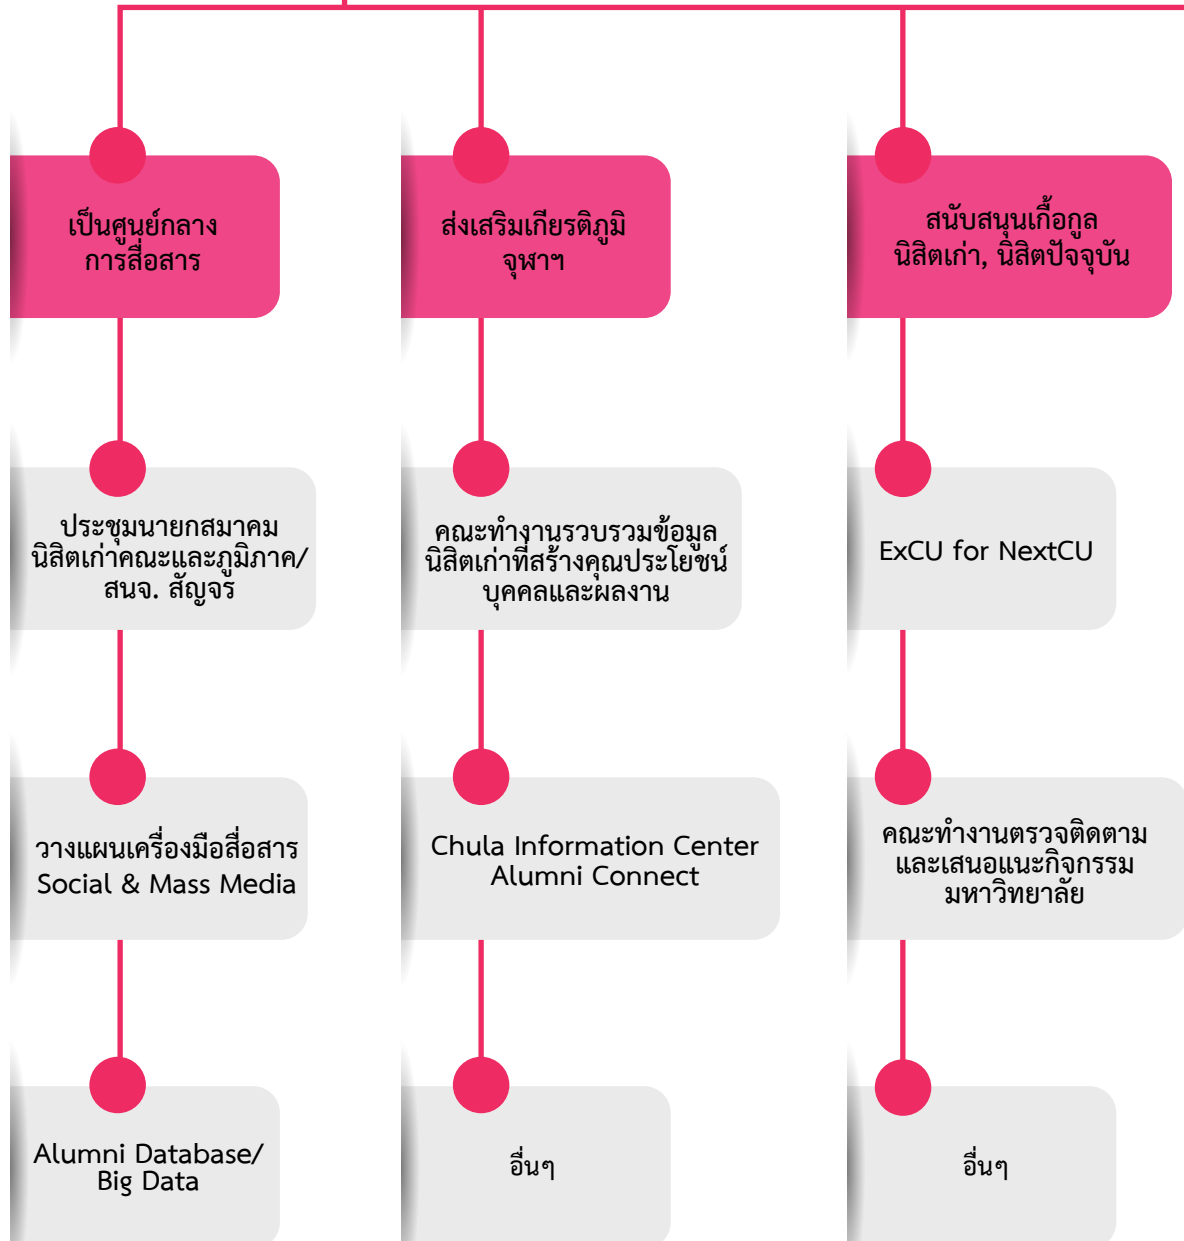 เป็นศูนย์กลาง
การสื่อสาร
ส่งเสริมเกียรติภูมิ
จุฬาฯ
สนับสนุนเกื้อกูล
นิสิตเก่า, นิสิตปัจจุบัน
ประชุมนายกสมาคม
นิสิตเก่าคณะและภูมิภาค/
สนจ. สัญจร
คณะทำงานรวบรวมข้อมูล
นิสิตเก่าที่สร้างคุณประโยชน์
บุคคลและผลงาน
ExCU for NextCU
วางแผนเครื่องมือสื่อสาร
Social & Mass Media
Chula Information Center
Alumni Connect
คณะทำงานตรวจติดตาม
และเสนอแนะกิจกรรม
มหาวิทยาลัย
Alumni Database/
Big Data
อื่นๆ
อื่นๆ